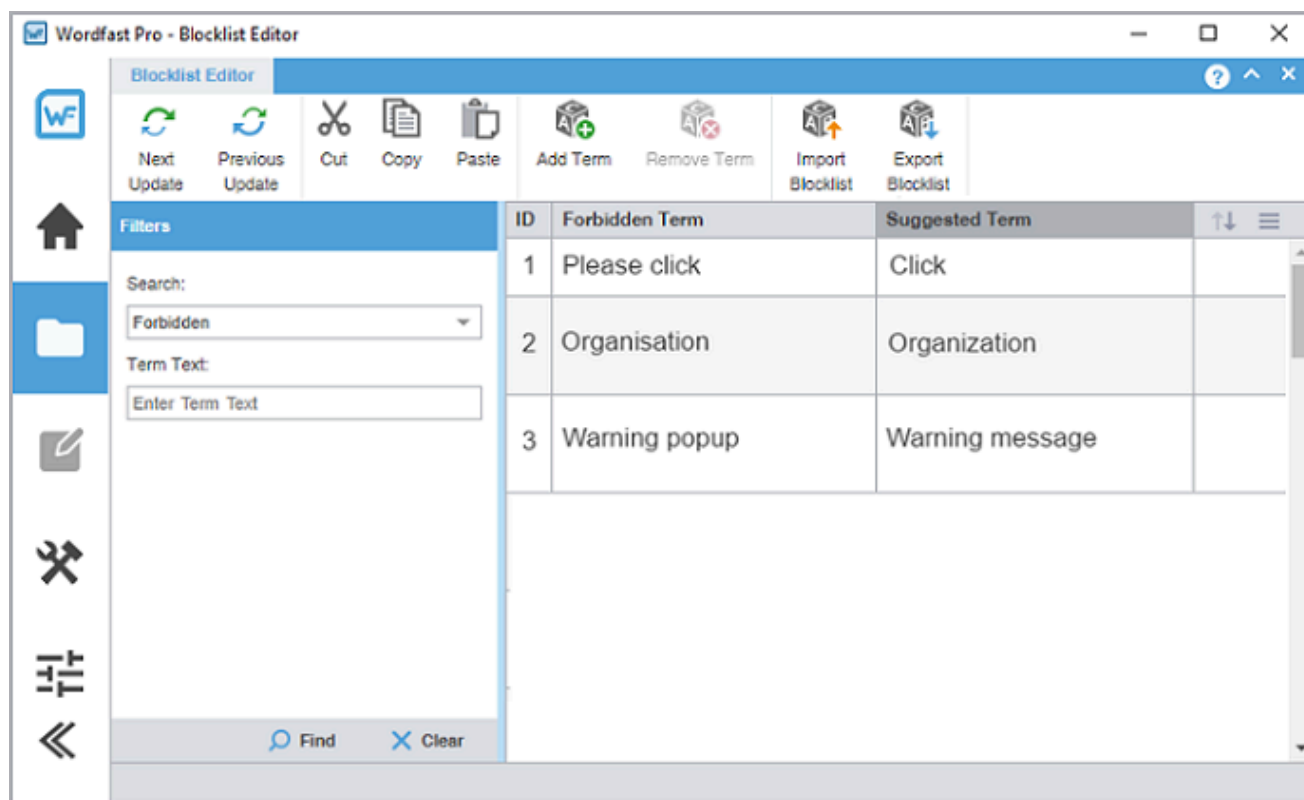 Wordfast Pro - Blocklist Editor
Blocklist Editor
WF
Next Update
Previous Update
Cut
Copy
Paste
Add Term
Remove Term
Import Blocklist
Export Blocklist
Filters
Search:
Forbidden
Term Text:
Enter Term Text
Find
Clear
ID Forbidden Term Suggested Term
1 Please click Click
2 Organisation Organization
3 Warning popup Warning message